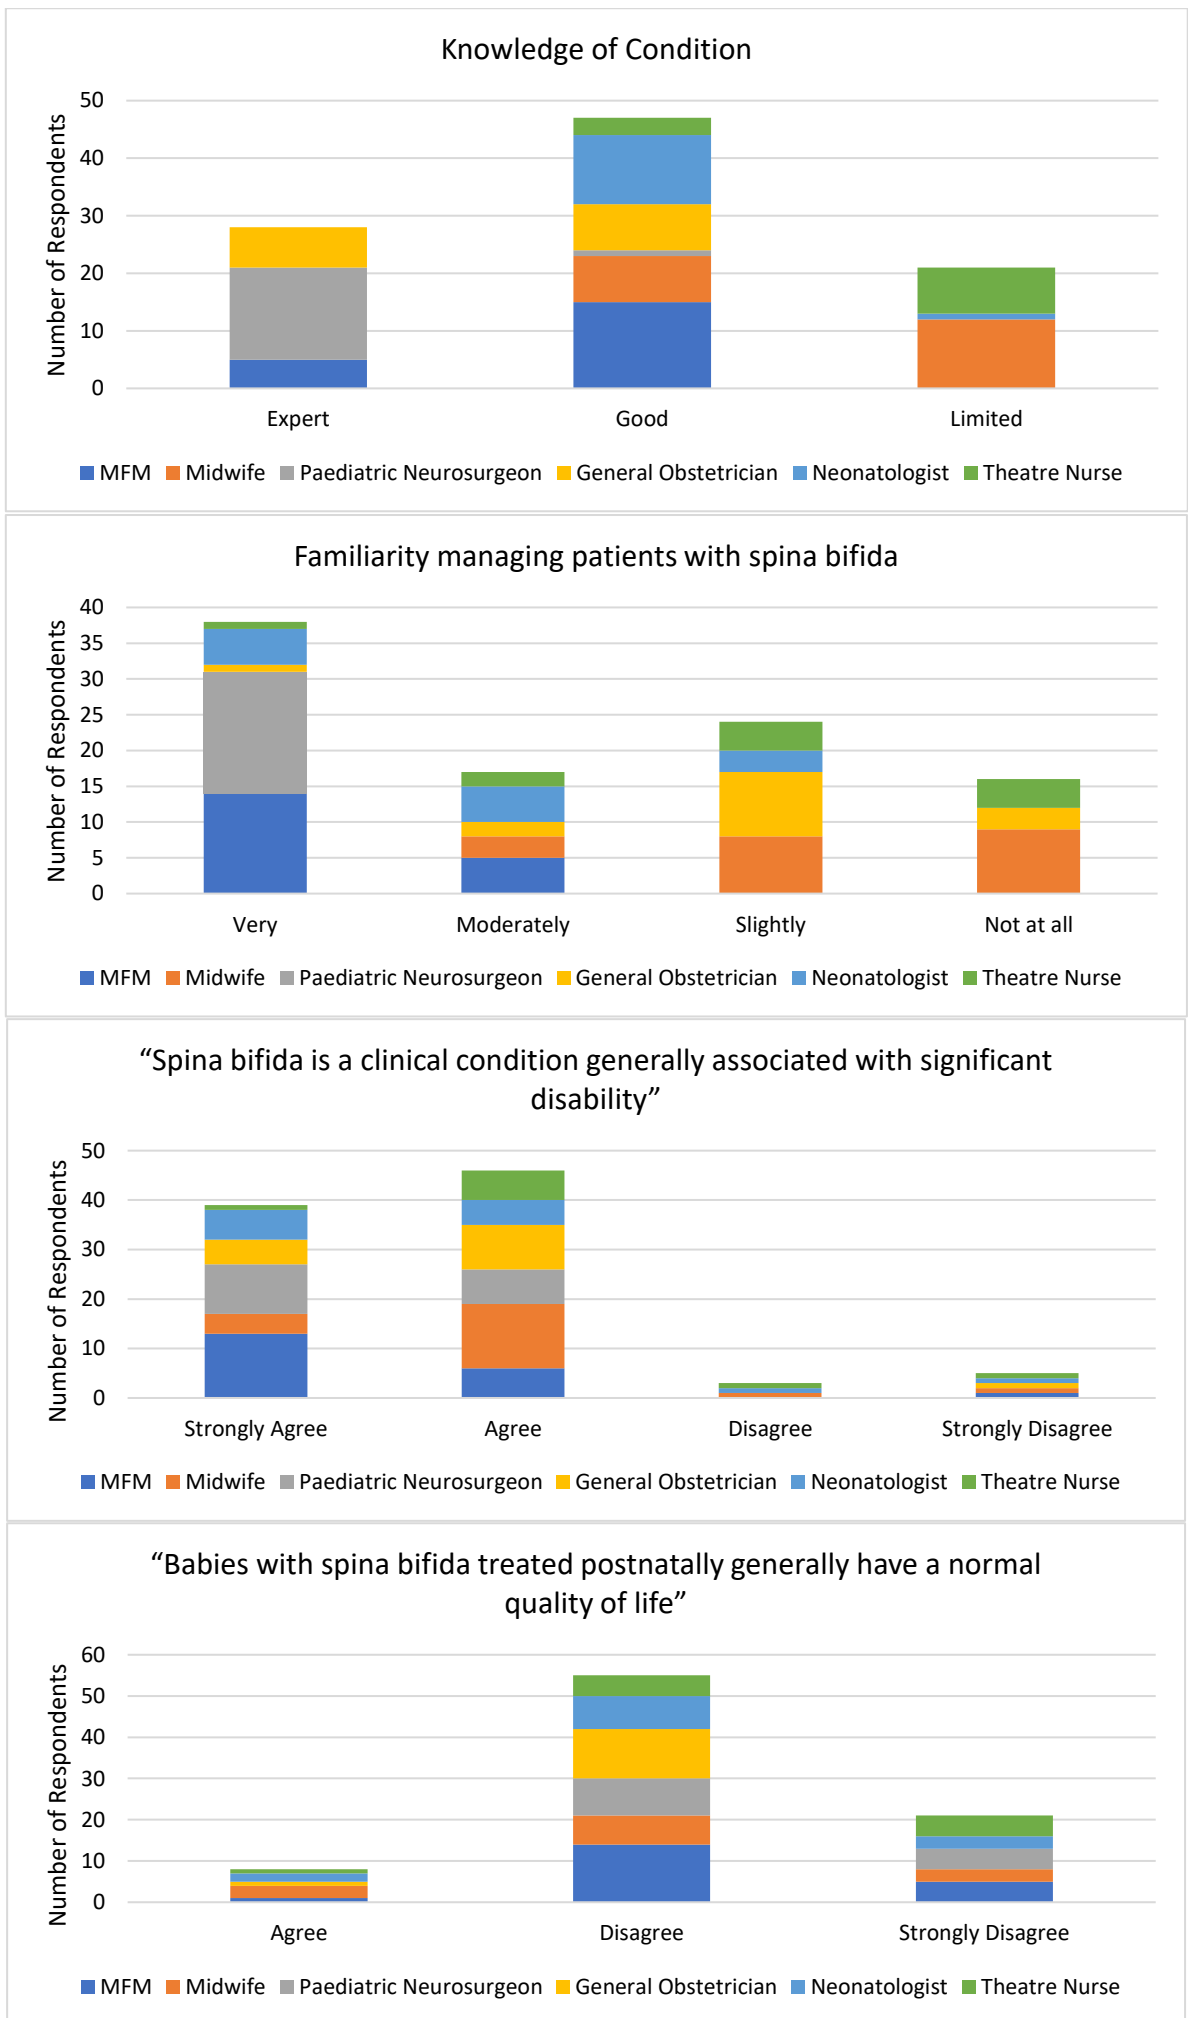 Knowledge of Condition
Number of Respondents
50
40
30
20
10
0
Expert Good Limited
MFM Midwife Paediatric Neurosurgeon General Obstetrician Neonatologist Theatre Nurse
Familiarity managing patients with spina bifida
Number of Respondents
40
35
30
25
20
15
10
5
0
Very Moderately Slightly Not at all
MFM Midwife Paediatric Neurosurgeon General Obstetrician Neonatologist Theatre Nurse
“Spina bifida is a clinical condition generally associated with significant
disability”
Number of Respondents
50
40
30
20
10
0
Strongly Agree Agree Disagree Strongly Disagree
MFM Midwife Paediatric Neurosurgeon General Obstetrician Neonatologist Theatre Nurse
“Babies with spina bifida treated postnatally generally have a normal
quality of life”
Number of Respondents
60
50
40
30
20
10
0
Agree Disagree Strongly Disagree
MFM Midwife Paediatric Neurosurgeon General Obstetrician Neonatologist Theatre Nurse